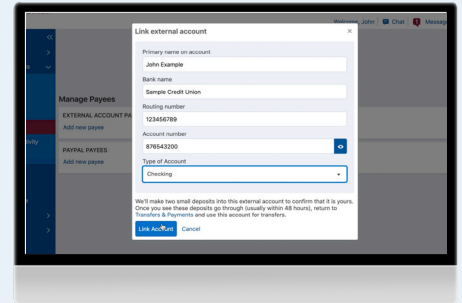 Welcome, John
Chat
Message
Link external account
Primary name on account
John Example
Bank name
Sample Credit Union
Routing number
123456789
Account number
876543200
Type of Account
Checking
We'll make two small deposits into this external account to confirm that it is yours.
Once you see these deposits go through (usually within 48 hours), return to
Transfers & Payments and use this account for transfers.
Link Account
Cancel
Manage Payees
EXTERNAL ACCOUNT PA
Add new payee
PAYPAL PAYEES
Add new payee